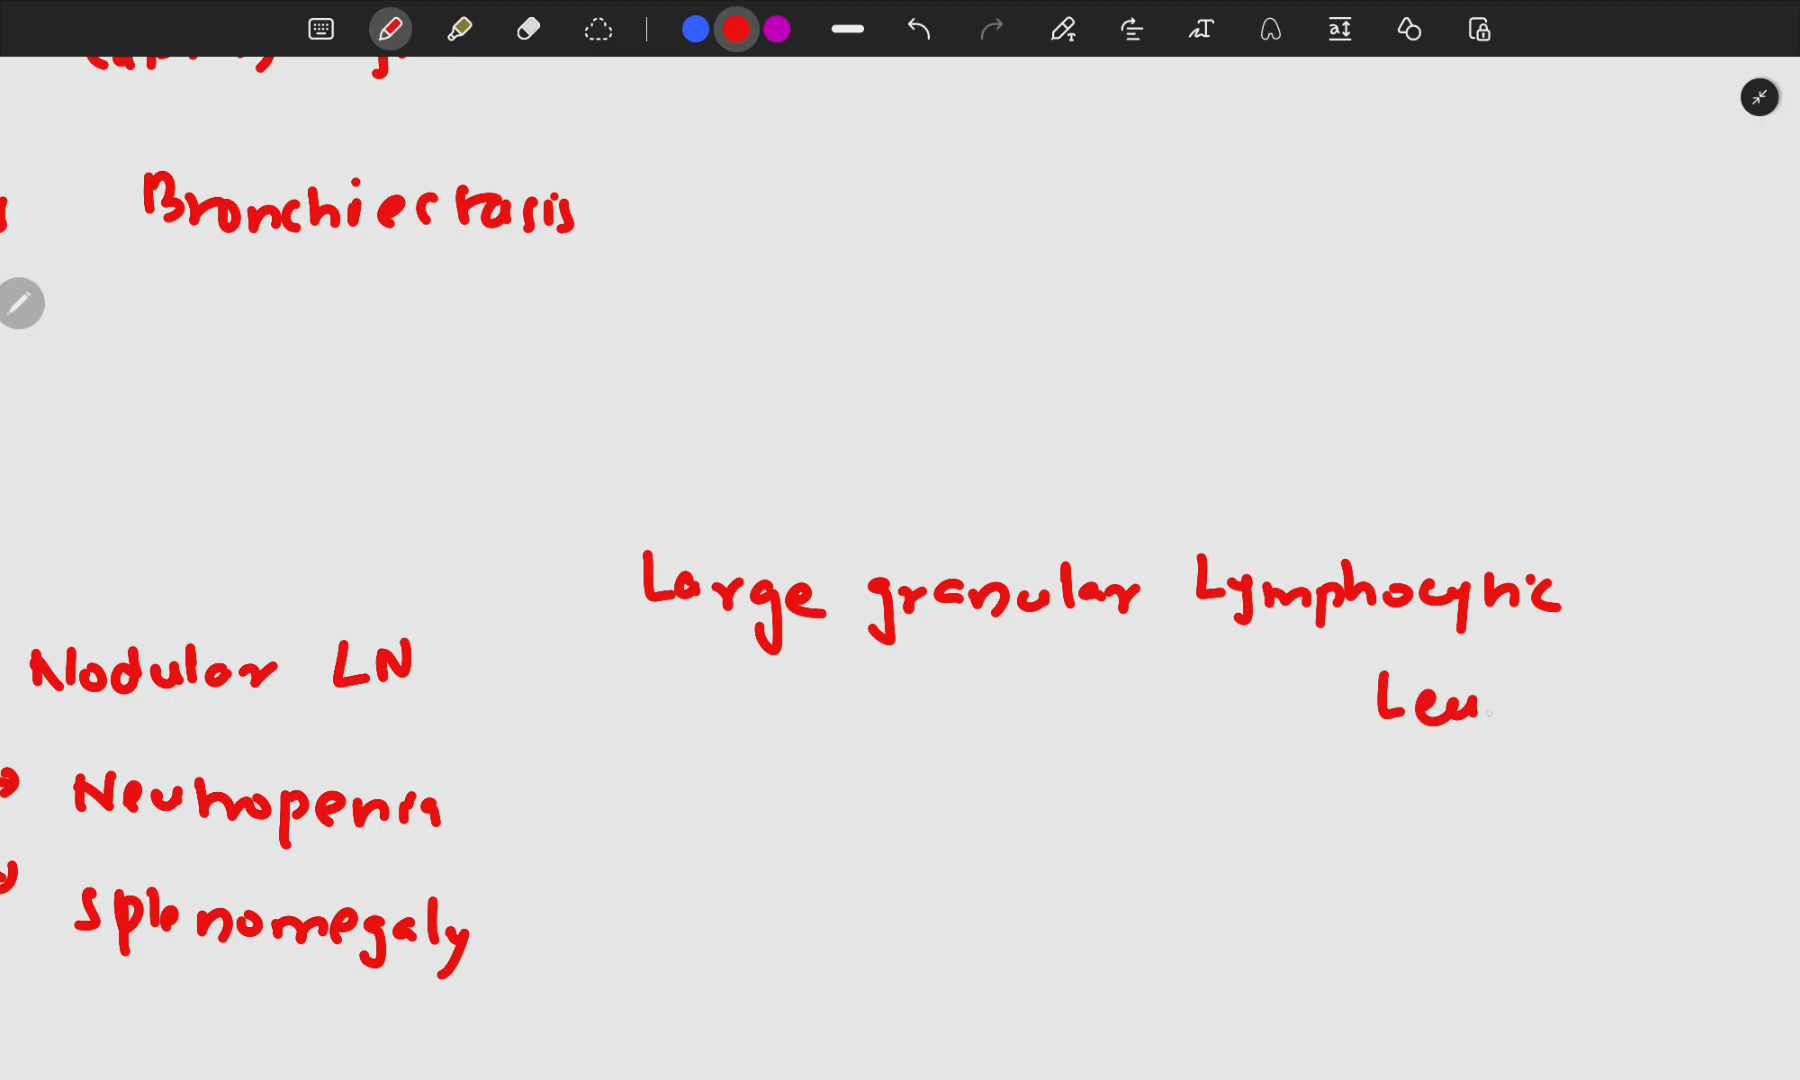 Bronchiectasis
Large granular Lymphocytic
Leu
Nodular LN
Neutropenia
Splenomegaly